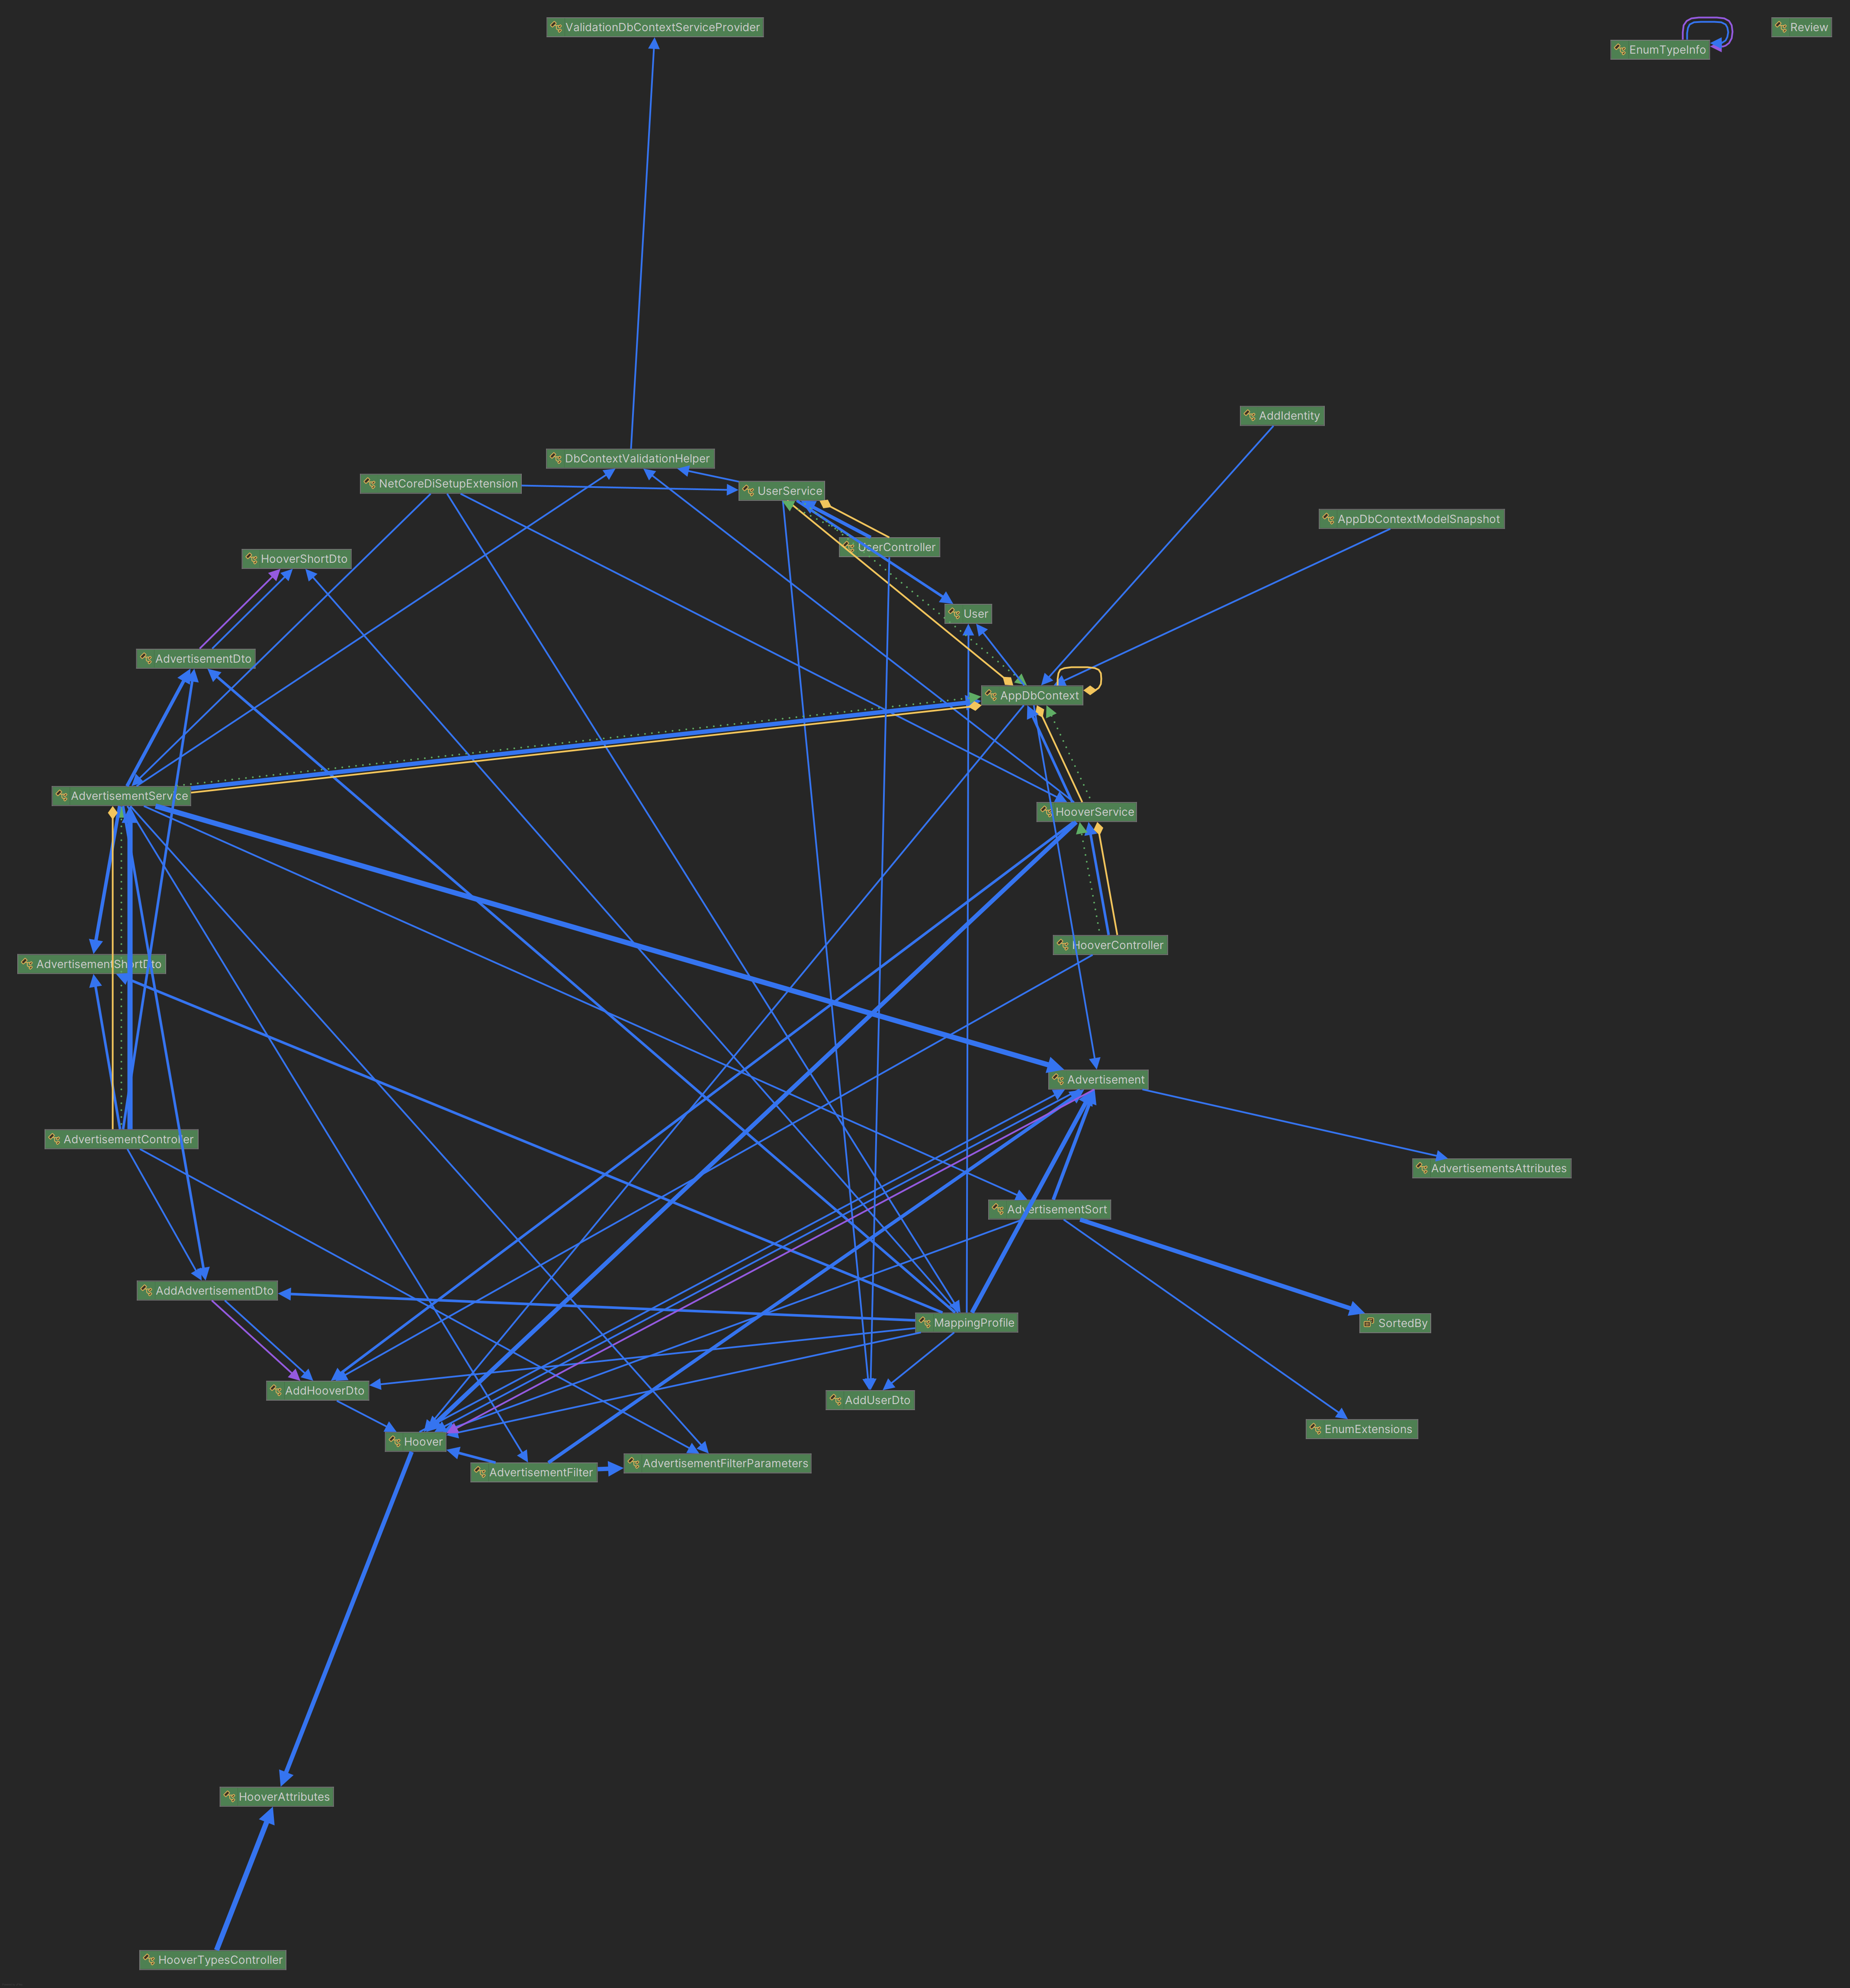 ValidationDbContextServiceProvider
Review
EnumTypeInfo
AddIdentity
DbContextValidationHelper
NetCoreDiSetupExtension
UserService
AppDbContextModelSnapshot
UserController
HooverShortDto
User
AdvertisementDto
AppDbContext
AdvertisementService
HooverService
HooverController
AdvertisementShortDto
Advertisement
AdvertisementController
AdvertisementsAttributes
AdvertisementSort
AddAdvertisementDto
MappingProfile
SortedBy
AddHooverDto
AddUserDto
EnumExtensions
Hoover
AdvertisementFilterParameters
AdvertisementFilter
HooverAttributes
HooverTypesController